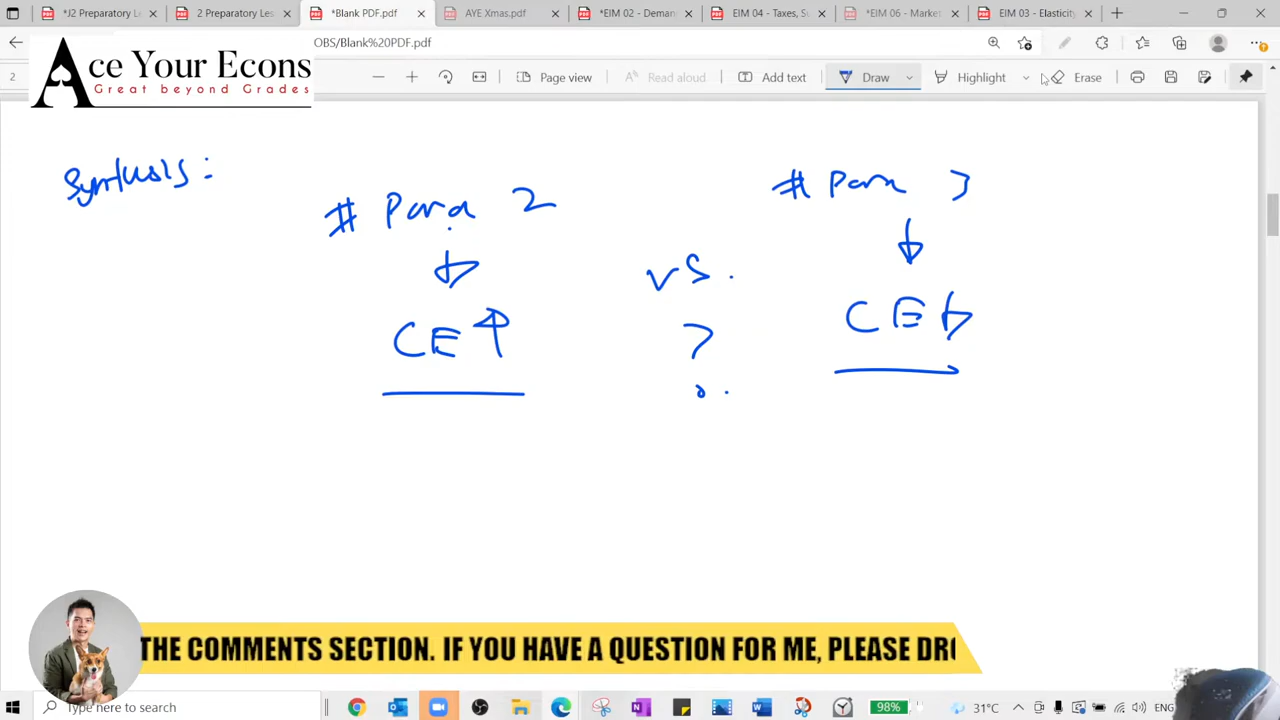 *J2 Preparatory L
2 Preparatory Les
*Blank PDF.pdf
AYE Xmas.pdf
*EIM 02 - Deman
EIM 04 - Taxes, Su
*EIM 06 - Market
EIM 03 - Elasticity
OBS/Blank%20PDF.pdf
Ace Your Econs
Great beyond Grades
2
Page view
Read aloud
Add text
Draw
Highlight
Erase
Synthesis:
# Para 2
vs.
# Para 3
CE↑
?
CE↓
THE COMMENTS SECTION. IF YOU HAVE A QUESTION FOR ME, PLEASE DRO
Type here to search
98%
31°C
ENG